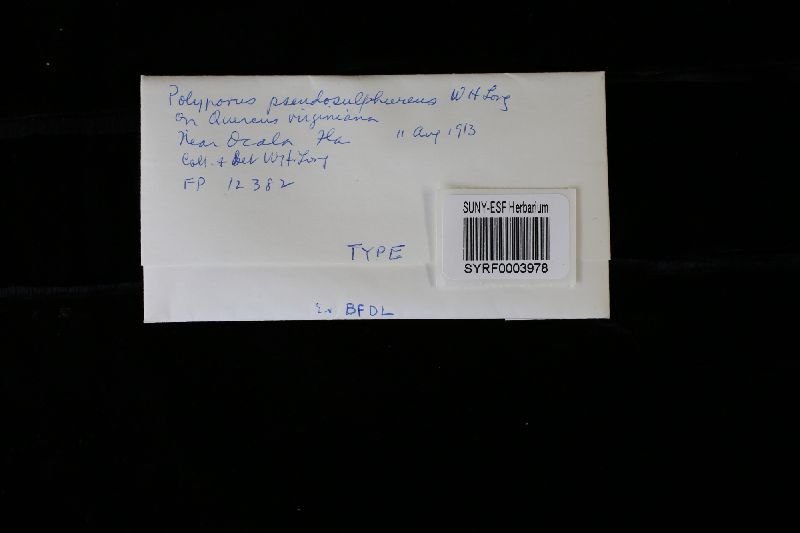 Polyporus pseudosulphureus W H Long
on Quercus virginiana
Near Ocala Fla 11 Aug 1913
Coll. & Det W.H. Long
FP 12382
SUNY-ESF Herbarium
SYRF0003978
TYPE
Ex BFDL